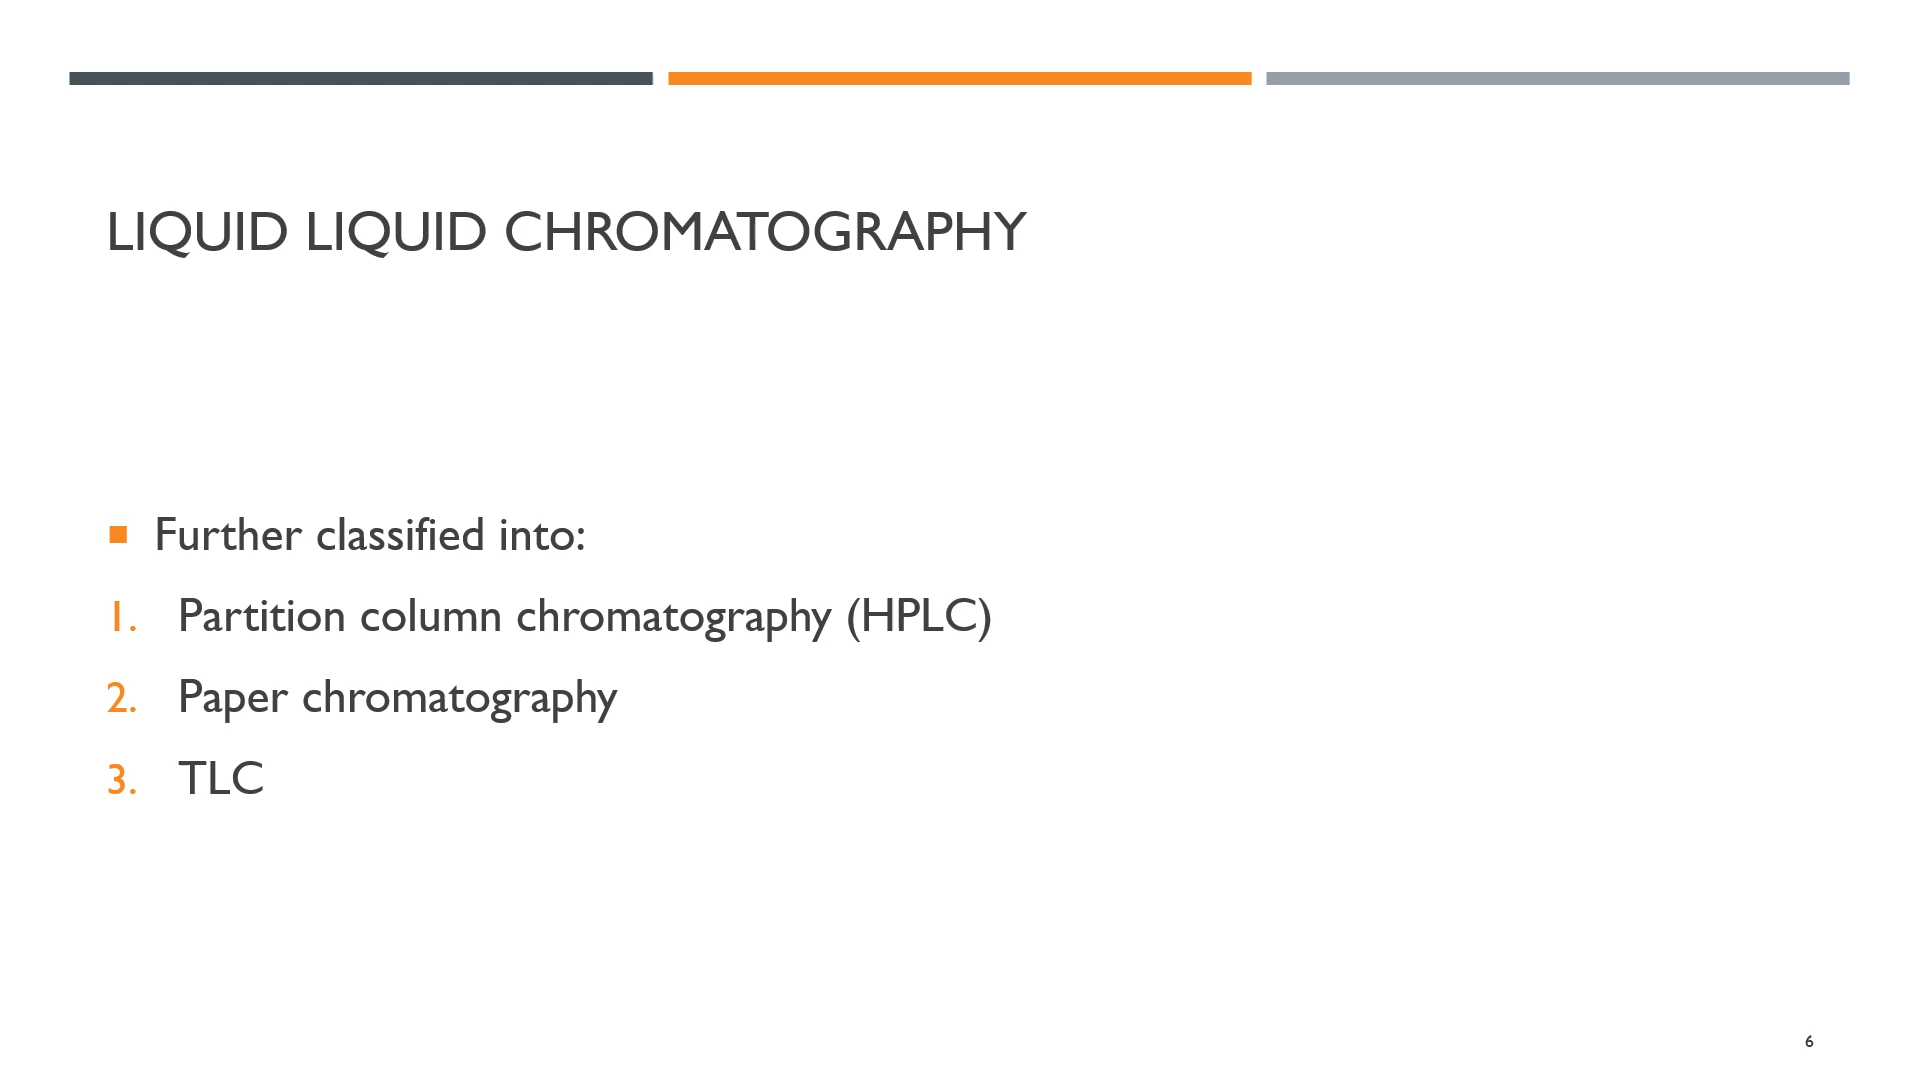 LIQUID LIQUID CHROMATOGRAPHY
■ Further classified into:
1. Partition column chromatography (HPLC)
2. Paper chromatography
3. TLC
6